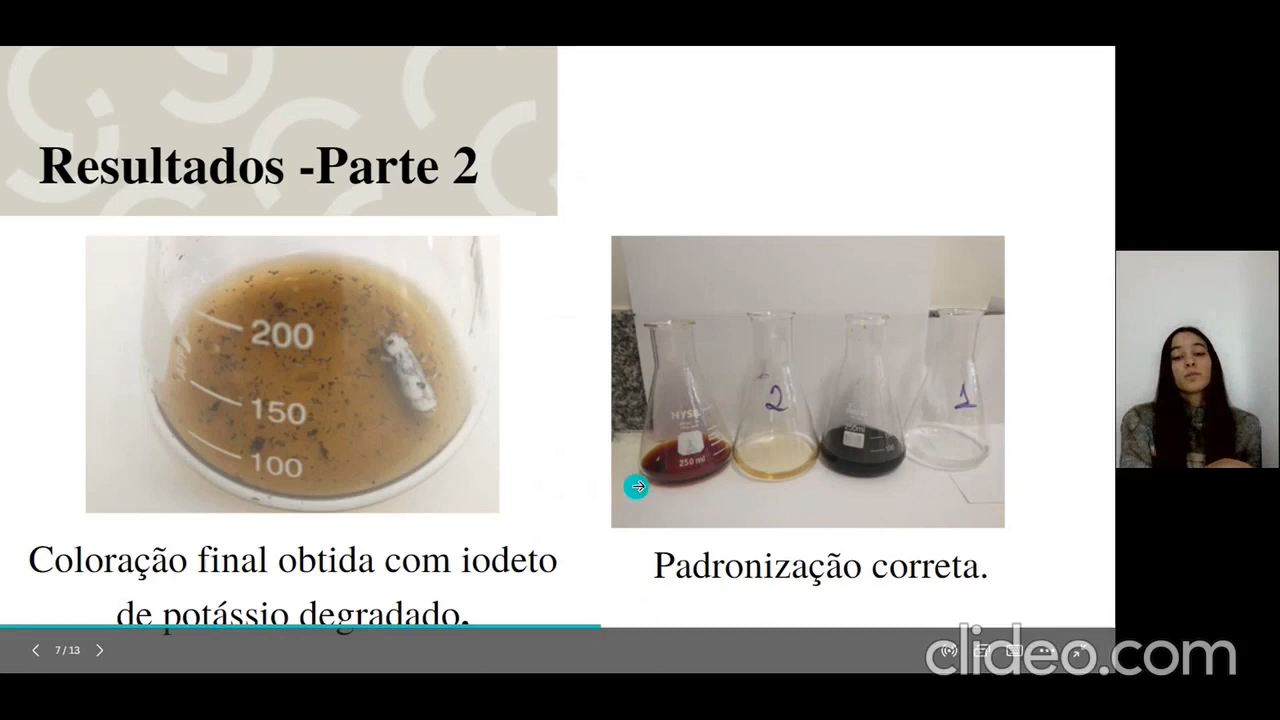 Resultados -Parte 2
200
150
100
2
1
250 ml
Coloração final obtida com iodeto
de potássio degradado.
Padronização correta.
7 / 13
clideo.com